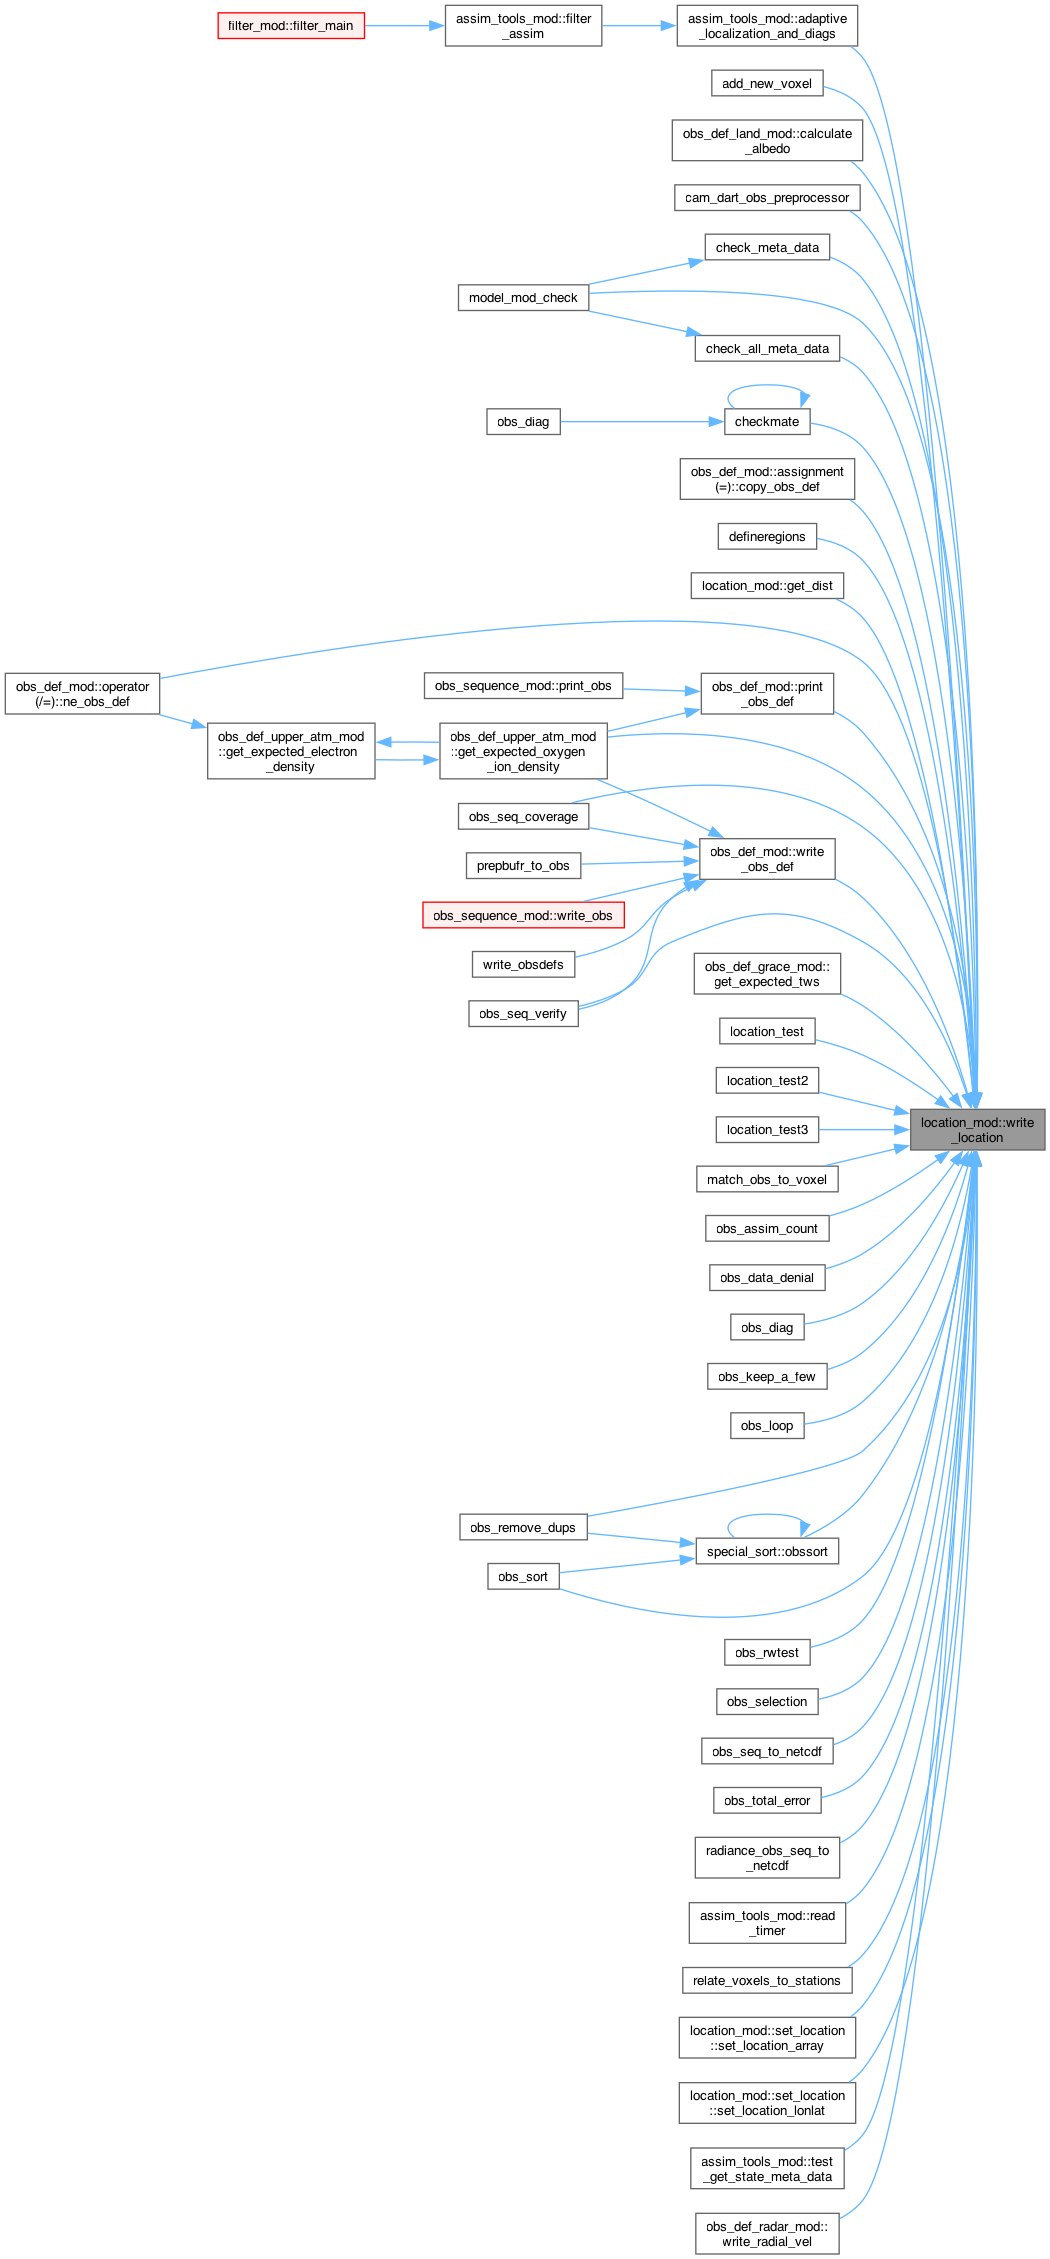 filter_mod::filter_main
assim_tools_mod::filter
_assim
assim_tools_mod::adaptive
_localization_and_diags
add_new_voxel
obs_def_land_mod::calculate
_albedo
cam_dart_obs_preprocessor
check_meta_data
model_mod_check
check_all_meta_data
obs_diag
checkmate
obs_def_mod::assignment
(=)::copy_obs_def
defineregions
location_mod::get_dist
obs_def_mod::operator
(/=)::ne_obs_def
obs_sequence_mod::print_obs
obs_def_mod::print
_obs_def
obs_def_upper_atm_mod
::get_expected_electron
_density
obs_def_upper_atm_mod
::get_expected_oxygen
_ion_density
obs_seq_coverage
obs_def_mod::write
_obs_def
prepbufr_to_obs
obs_sequence_mod::write_obs
write_obsdefs
obs_seq_verify
obs_def_grace_mod::
get_expected_tws
location_test
location_test2
location_mod::write
_location
location_test3
match_obs_to_voxel
obs_assim_count
obs_data_denial
obs_diag
obs_keep_a_few
obs_loop
obs_remove_dups
special_sort::obssort
obs_sort
obs_rwtest
obs_selection
obs_seq_to_netcdf
obs_total_error
radiance_obs_seq_to
_netcdf
assim_tools_mod::read
_timer
relate_voxels_to_stations
location_mod::set_location
::set_location_array
location_mod::set_location
::set_location_lonlat
assim_tools_mod::test
_get_state_meta_data
obs_def_radar_mod::
write_radial_vel